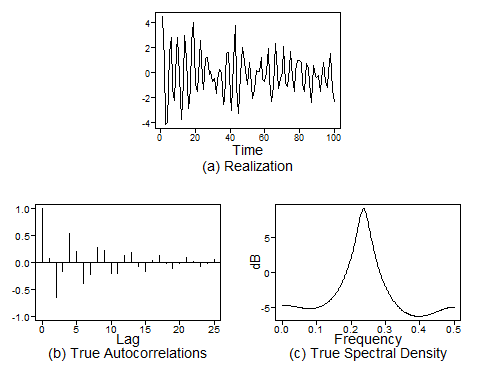 4
2
0
-2
-4
0 20 40 60 80 100
Time
(a) Realization
1.0
0.5
0.0
-0.5
-1.0
0 5 10 15 20 25
Lag
(b) True Autocorrelations
dB
5
0
-5
0.0 0.1 0.2 0.3 0.4 0.5
Frequency
(c) True Spectral Density